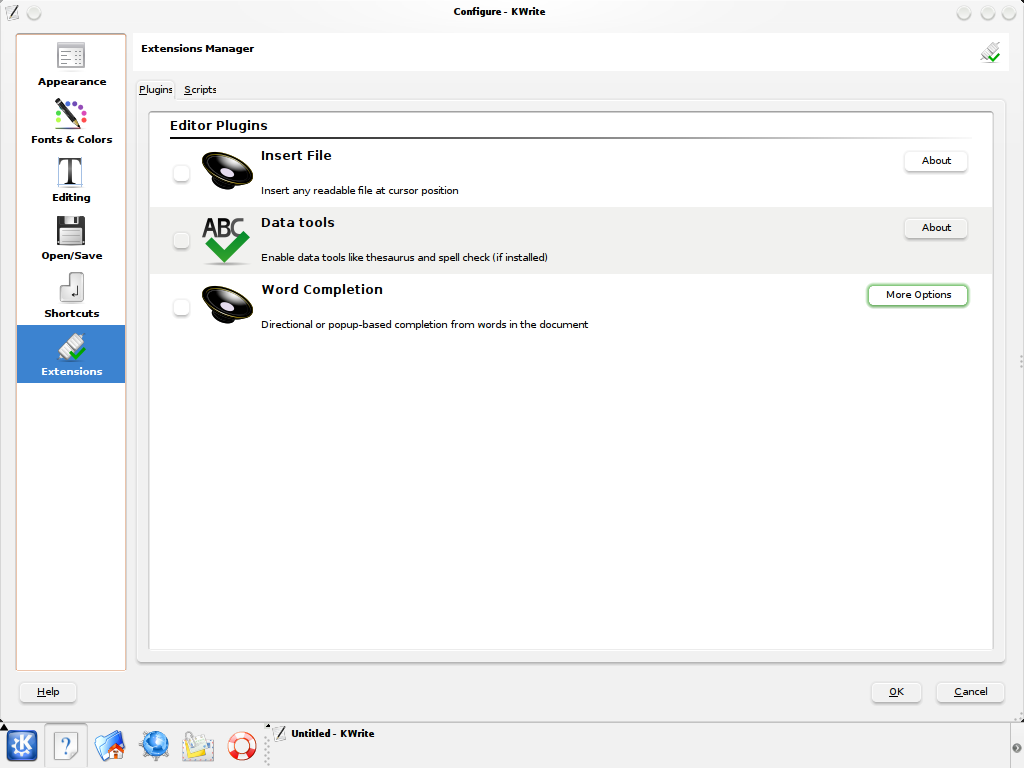 Configure - KWrite
Appearance
Fonts & Colors
Editing
Open/Save
Shortcuts
Extensions
Extensions Manager
Plugins
Scripts
Editor Plugins
Insert File
About
Insert any readable file at cursor position
ABC
Data tools
About
Enable data tools like thesaurus and spell check (if installed)
Word Completion
More Options
Directional or popup-based completion from words in the document
Help
OK
Cancel
Untitled - KWrite